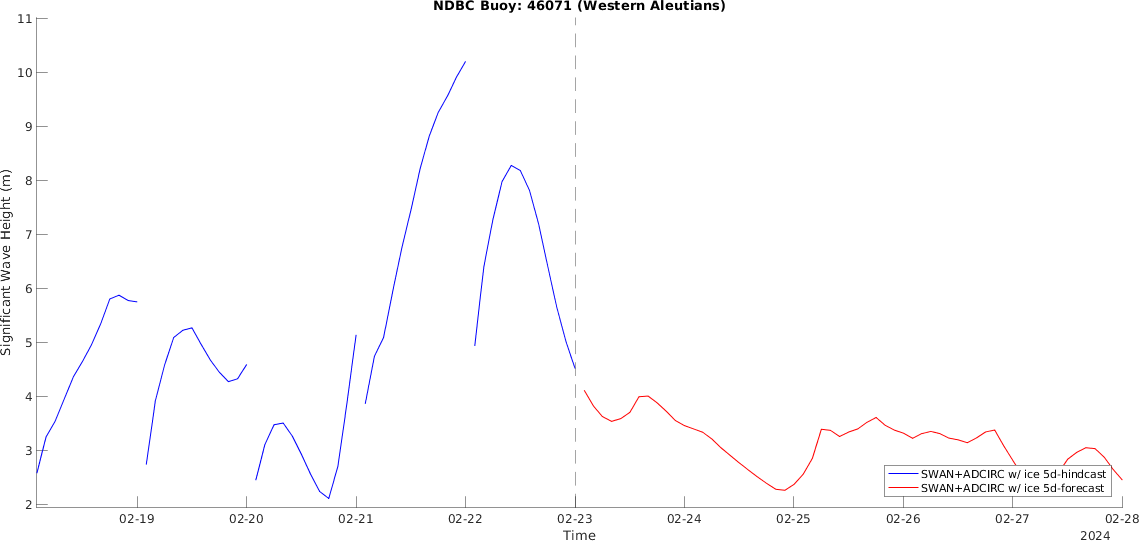 NDBC Buoy: 46071 (Western Aleutians)
Significant Wave Height (m)
11
10
9
8
7
6
5
4
3
2
SWAN+ADCIRC w/ ice 5d-hindcast
SWAN+ADCIRC w/ ice 5d-forecast
02-19 02-20 02-21 02-22 02-23 02-24 02-25 02-26 02-27 02-28
Time
2024